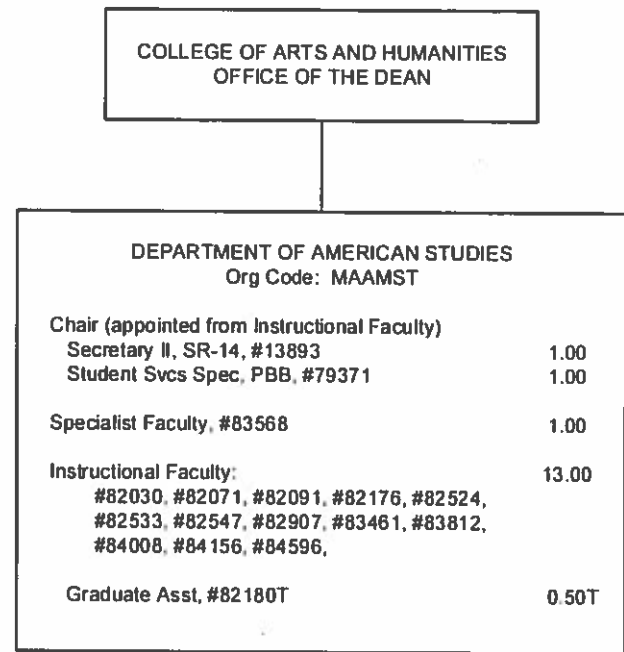 COLLEGE OF ARTS AND HUMANITIES
OFFICE OF THE DEAN
DEPARTMENT OF AMERICAN STUDIES
Org Code: MAAMST
Chair (appointed from Instructional Faculty)
Secretary II, SR-14, #13893 1.00
Student Svcs Spec, PBB, #79371 1.00
Specialist Faculty, #83568 1.00
Instructional Faculty: 13.00
#82030, #82071, #82091, #82176, #82524,
#82533, #82547, #82907, #83461, #83812,
#84008, #84156, #84596,
Graduate Asst, #82180T 0.50T